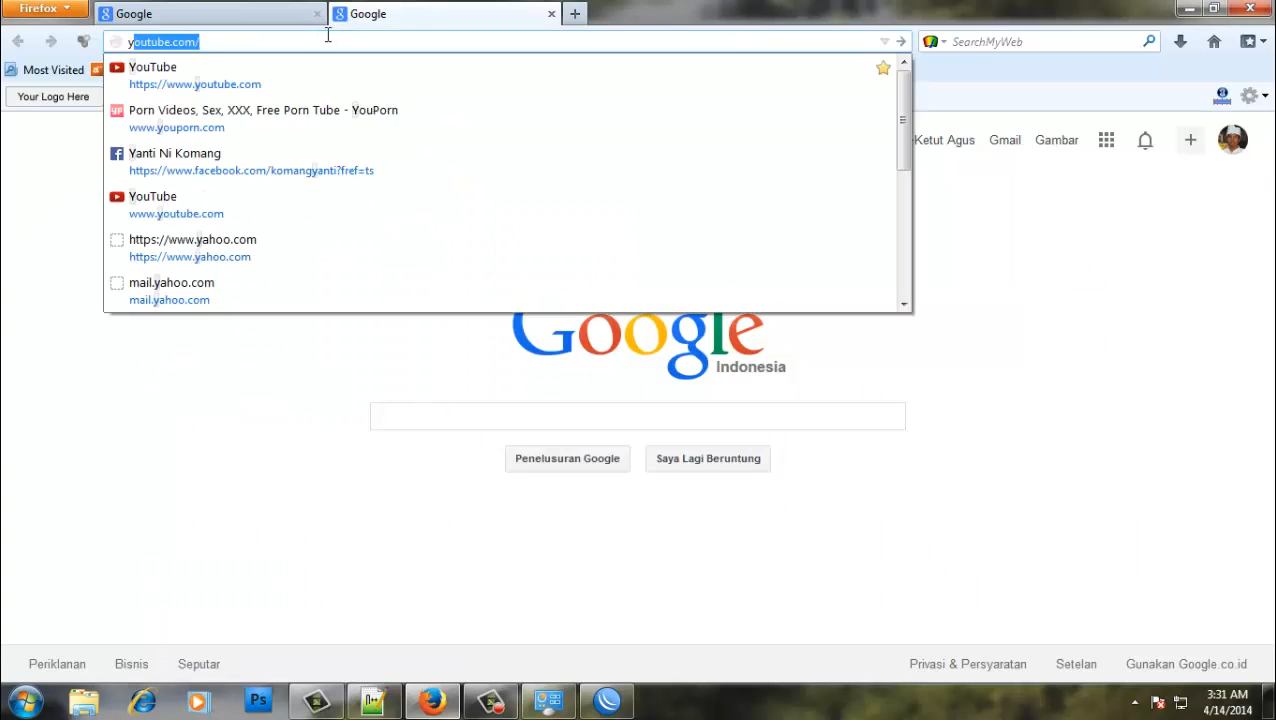 Firefox
Google
Google
youtube.com/
SearchMyWeb
Most Visited
Your Logo Here
YouTube
https://www.youtube.com
Porn Videos, Sex, XXX, Free Porn Tube - YouPorn
www.youporn.com
Yanti Ni Komang
https://www.facebook.com/komangyanti?fref=ts
YouTube
www.youtube.com
https://www.yahoo.com
https://www.yahoo.com
mail.yahoo.com
mail.yahoo.com
Ketut Agus Gmail Gambar
Google
Indonesia
Penelusuran Google Saya Lagi Beruntung
Periklanan Bisnis Seputar Privasi & Persyaratan Setelan Gunakan Google.co.id
Ps
3:31 AM
4/14/2014